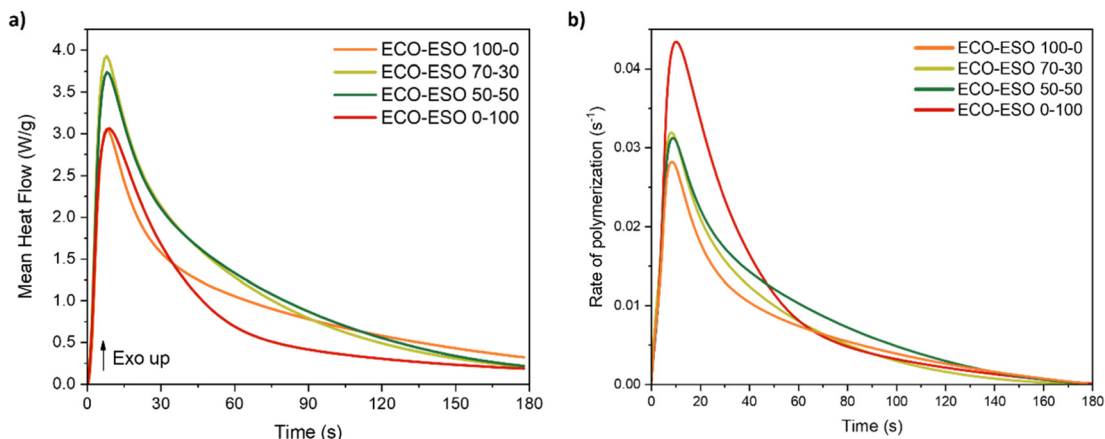 a)
Mean Heat Flow (W/g)
4.0
3.5
3.0
2.5
2.0
1.5
1.0
0.5
0.0
ECO-ESO 100-0
ECO-ESO 70-30
ECO-ESO 50-50
ECO-ESO 0-100
Exo up
0 30 60 90 120 150 180
Time (s)
b)
Rate of polymerization (s⁻¹)
0.04
0.03
0.02
0.01
0.00
ECO-ESO 100-0
ECO-ESO 70-30
ECO-ESO 50-50
ECO-ESO 0-100
0 20 40 60 80 100 120 140 160 180
Time (s)